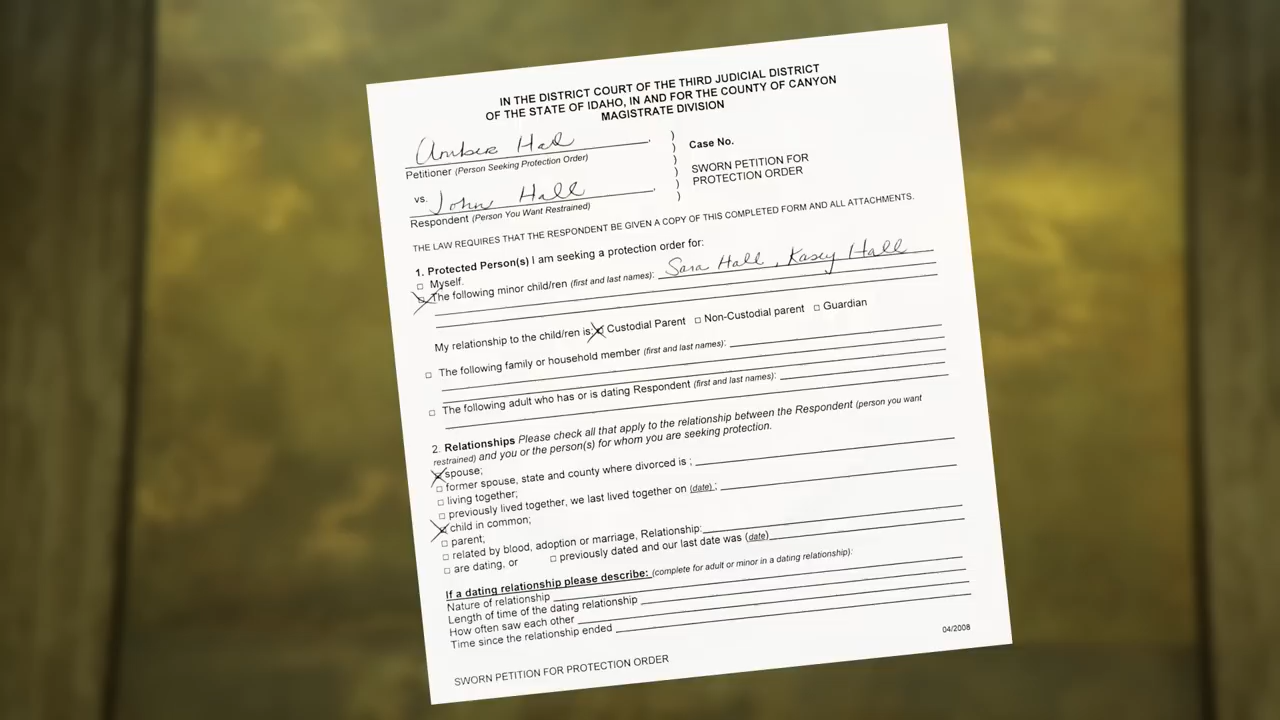 IN THE DISTRICT COURT OF THE THIRD JUDICIAL DISTRICT
OF THE STATE OF IDAHO, IN AND FOR THE COUNTY OF CANYON
MAGISTRATE DIVISION
Amber Hall
Petitioner (Person Seeking Protection Order)
vs. John Hall
Respondent (Person You Want Restrained)
)
)
)
)
)
Case No.
SWORN PETITION FOR
PROTECTION ORDER
THE LAW REQUIRES THAT THE RESPONDENT BE GIVEN A COPY OF THIS COMPLETED FORM AND ALL ATTACHMENTS.
1. Protected Person(s) I am seeking a protection order for:
Myself.
The following minor child/ren (first and last names): Sara Hall, Kasey Hall
My relationship to the child/ren is: Custodial Parent Non-Custodial parent Guardian
The following family or household member (first and last names):
The following adult who has or is dating Respondent (first and last names):
2. Relationships Please check all that apply to the relationship between the Respondent (person you want
restrained) and you or the person(s) for whom you are seeking protection.
spouse;
former spouse, state and county where divorced is ;
living together;
previously lived together, we last lived together on (date) ;
child in common;
parent;
related by blood, adoption or marriage, Relationship:
are dating, or previously dated and our last date was (date)
If a dating relationship please describe: (complete for adult or minor in a dating relationship):
Nature of relationship
Length of time of the dating relationship
How often saw each other
Time since the relationship ended
04/2008
SWORN PETITION FOR PROTECTION ORDER